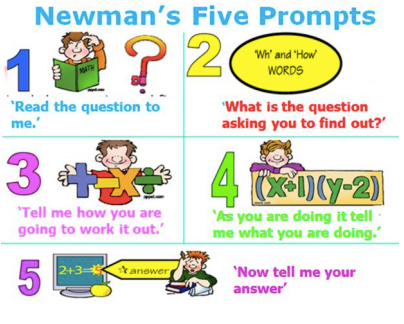 Newman's Five Prompts
1
MATH
?
2
'Wh' and 'How'
WORDS
'Read the question to
me.'
'What is the question
asking you to find out?'
3
+-×÷
4
(x+1)(y-2)
'Tell me how you are
going to work it out.'
'As you are doing it tell
me what you are doing.'
5
2+3=
answer
'Now tell me your
answer'